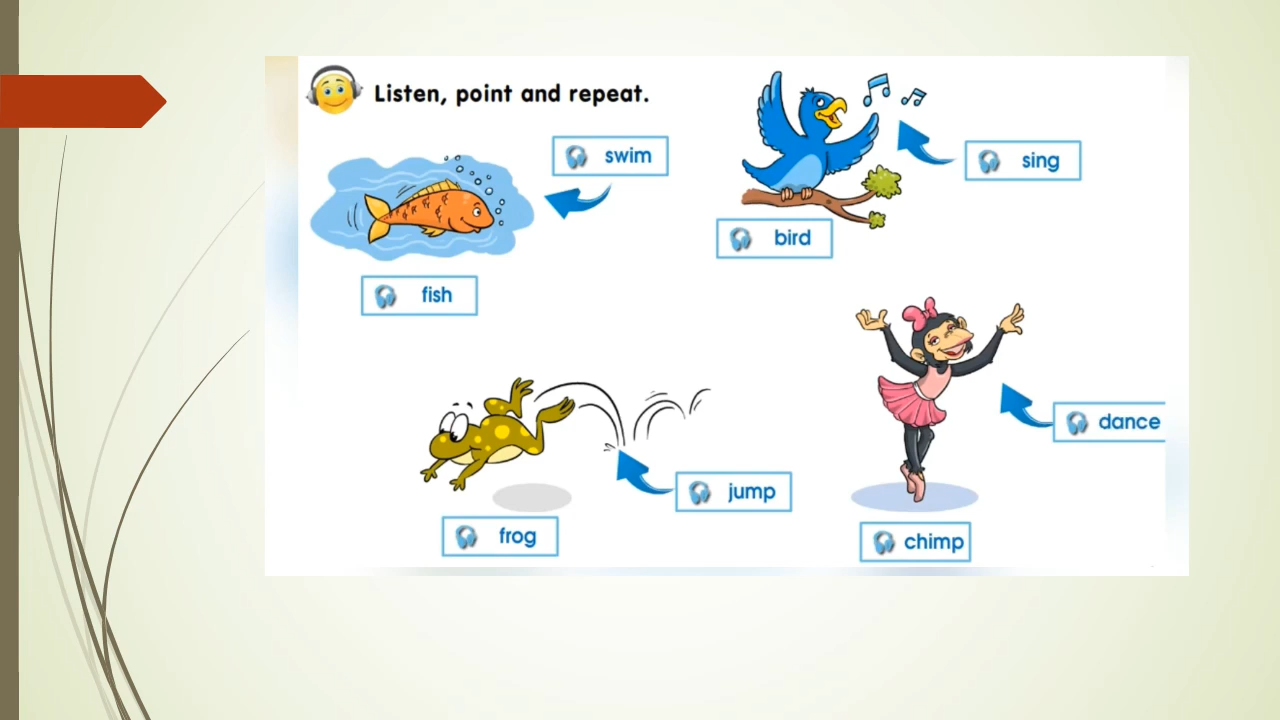 Listen, point and repeat.
swim
fish
sing
bird
jump
frog
dance
chimp